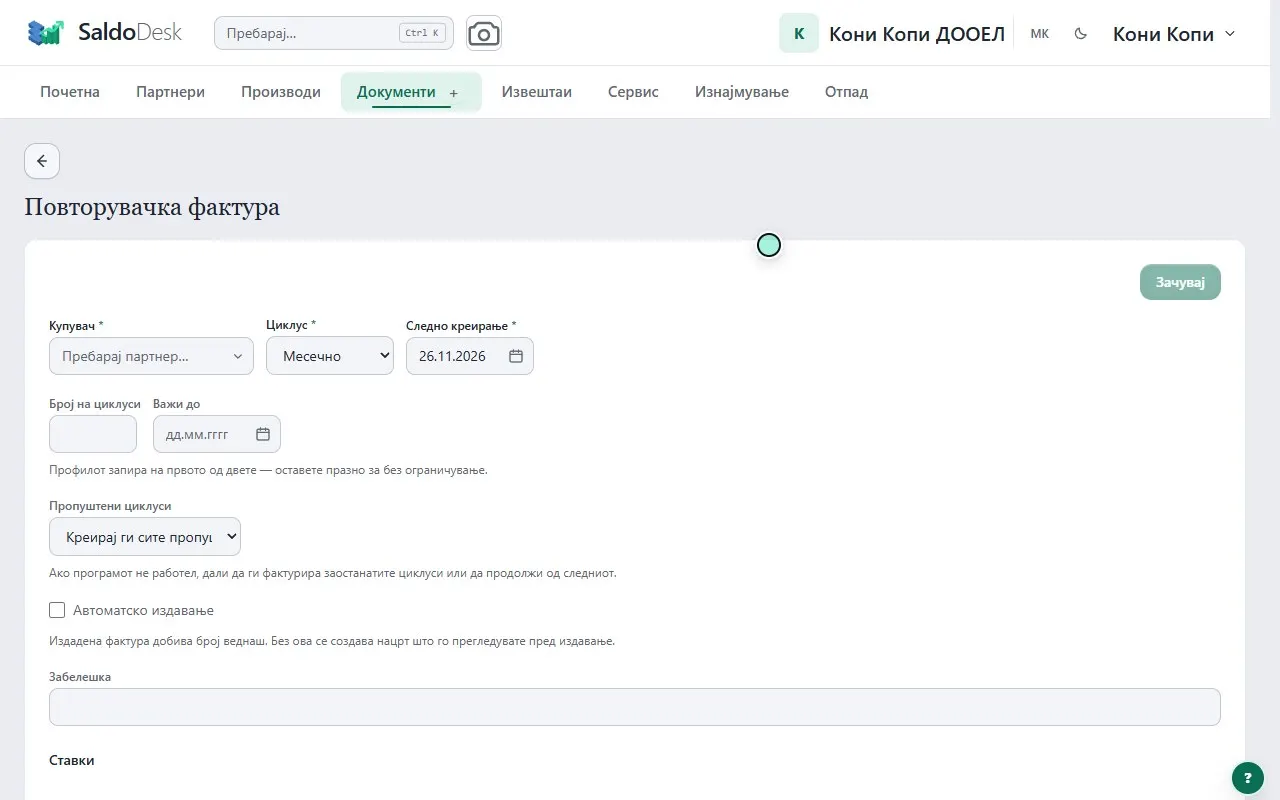 SaldoDesk
Пребарај...
Ctrl K
K
Кони Копи ДООЕЛ
МК
Кони Копи
Почетна
Партнери
Производи
Документи +
Извештаи
Сервис
Изнајмување
Отпад
Повторувачка фактура
Зачувај
Купувач *
Циклус *
Следно креирање *
Пребарај партнер...
Месечно
26.11.2026
Број на циклуси
Важи до
дд.мм.гггг
Профилот запира на првото од двете — оставете празно за без ограничување.
Пропуштени циклуси
Креирај ги сите пропуш
Ако програмот не работел, дали да ги фактурира заостанатите циклуси или да продолжи од следниот.
Автоматско издавање
Издадена фактура добива број веднаш. Без ова се создава нацрт што го прегледувате пред издавање.
Забелешка
Ставки
?